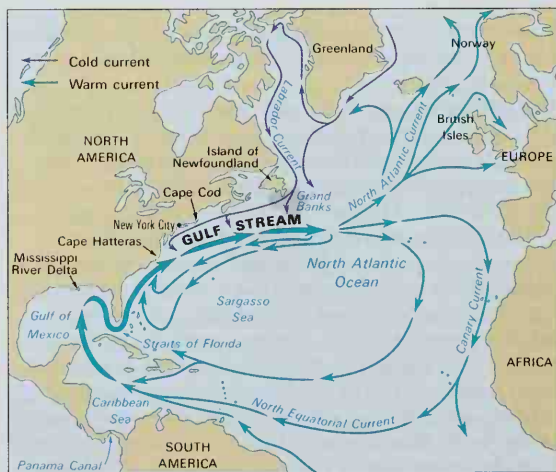 Cold current
Warm current
Greenland
Norway
Labrador Current
NORTH
AMERICA
Island of
Newfoundland
British
Isles
EUROPE
North Atlantic Current
Cape Cod
Grand
Banks
New York City
GULF STREAM
Cape Hatteras
Mississippi
River Delta
North Atlantic
Ocean
Sargasso
Sea
Canary Current
Gulf of
Mexico
Straits of Florida
AFRICA
Caribbean
Sea
North Equatorial Current
SOUTH
AMERICA
Panama Canal